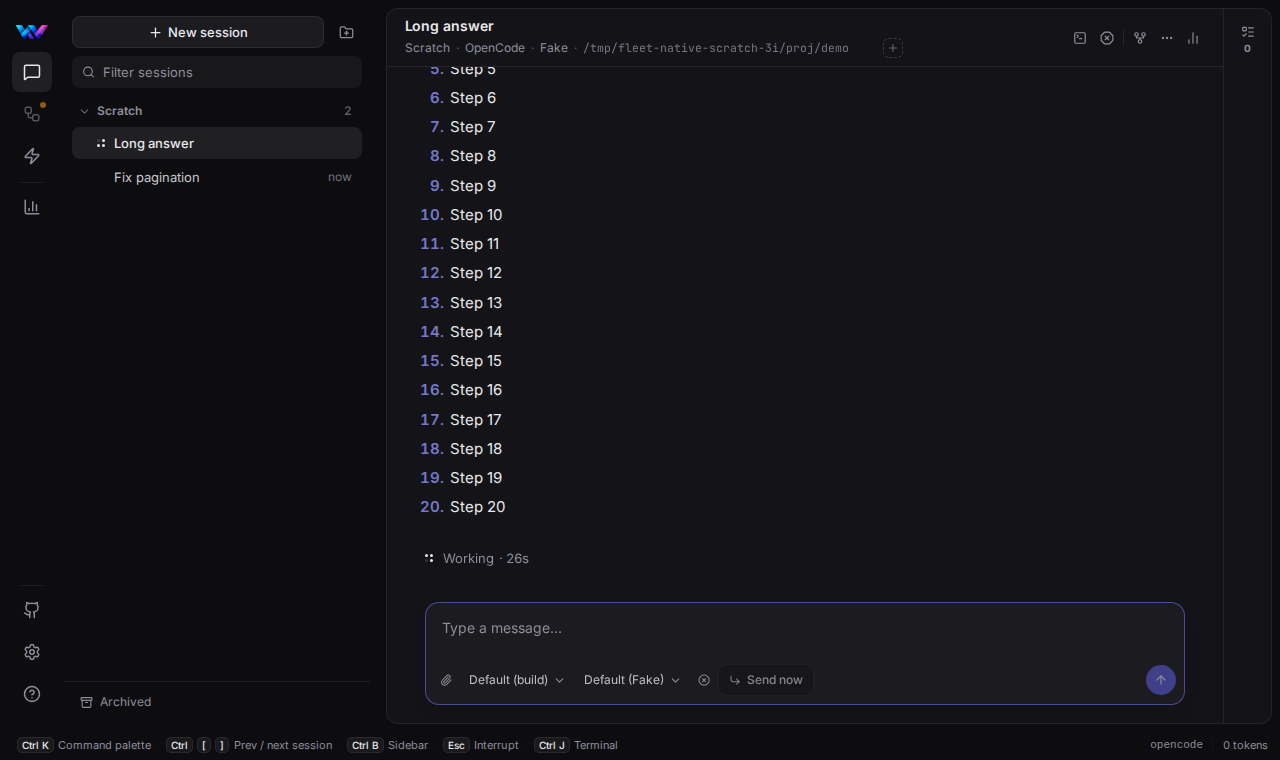 New session
Filter sessions
Scratch 2
Long answer
Fix pagination now
Archived
Long answer
Scratch · OpenCode · Fake · /tmp/fleet-native-scratch-3i/proj/demo
0
5. Step 5
6. Step 6
7. Step 7
8. Step 8
9. Step 9
10. Step 10
11. Step 11
12. Step 12
13. Step 13
14. Step 14
15. Step 15
16. Step 16
17. Step 17
18. Step 18
19. Step 19
20. Step 20
Working · 26s
Type a message...
Default (build) Default (Fake) Send now
Ctrl K Command palette Ctrl [ ] Prev / next session Ctrl B Sidebar Esc Interrupt Ctrl J Terminal opencode 0 tokens